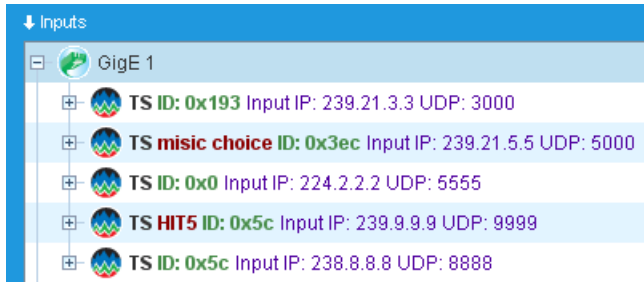 Inputs
GigE 1
TS ID: 0x193 Input IP: 239.21.3.3 UDP: 3000
TS misic choice ID: 0x3ec Input IP: 239.21.5.5 UDP: 5000
TS ID: 0x0 Input IP: 224.2.2.2 UDP: 5555
TS HIT5 ID: 0x5c Input IP: 239.9.9.9 UDP: 9999
TS ID: 0x5c Input IP: 238.8.8.8 UDP: 8888